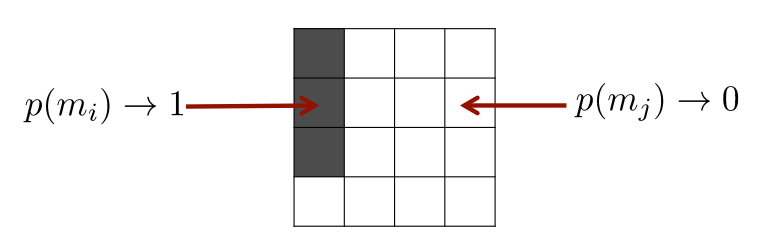 p(m_i) → 1
p(m_j) → 0